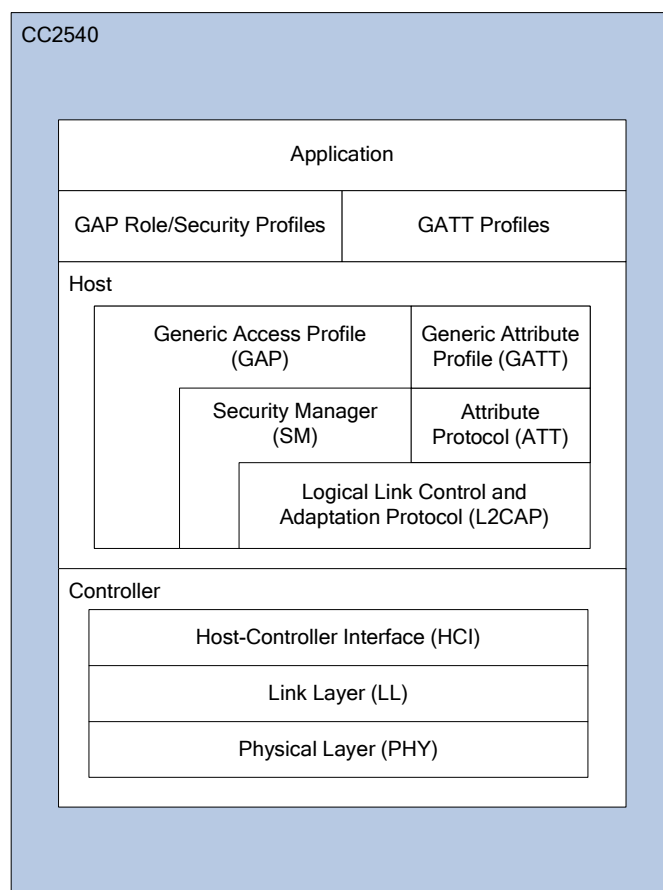 CC2540
Application
GAP Role/Security Profiles
GATT Profiles
Host
Generic Access Profile
(GAP)
Generic Attribute
Profile (GATT)
Security Manager
(SM)
Attribute
Protocol (ATT)
Logical Link Control and
Adaptation Protocol (L2CAP)
Controller
Host-Controller Interface (HCI)
Link Layer (LL)
Physical Layer (PHY)